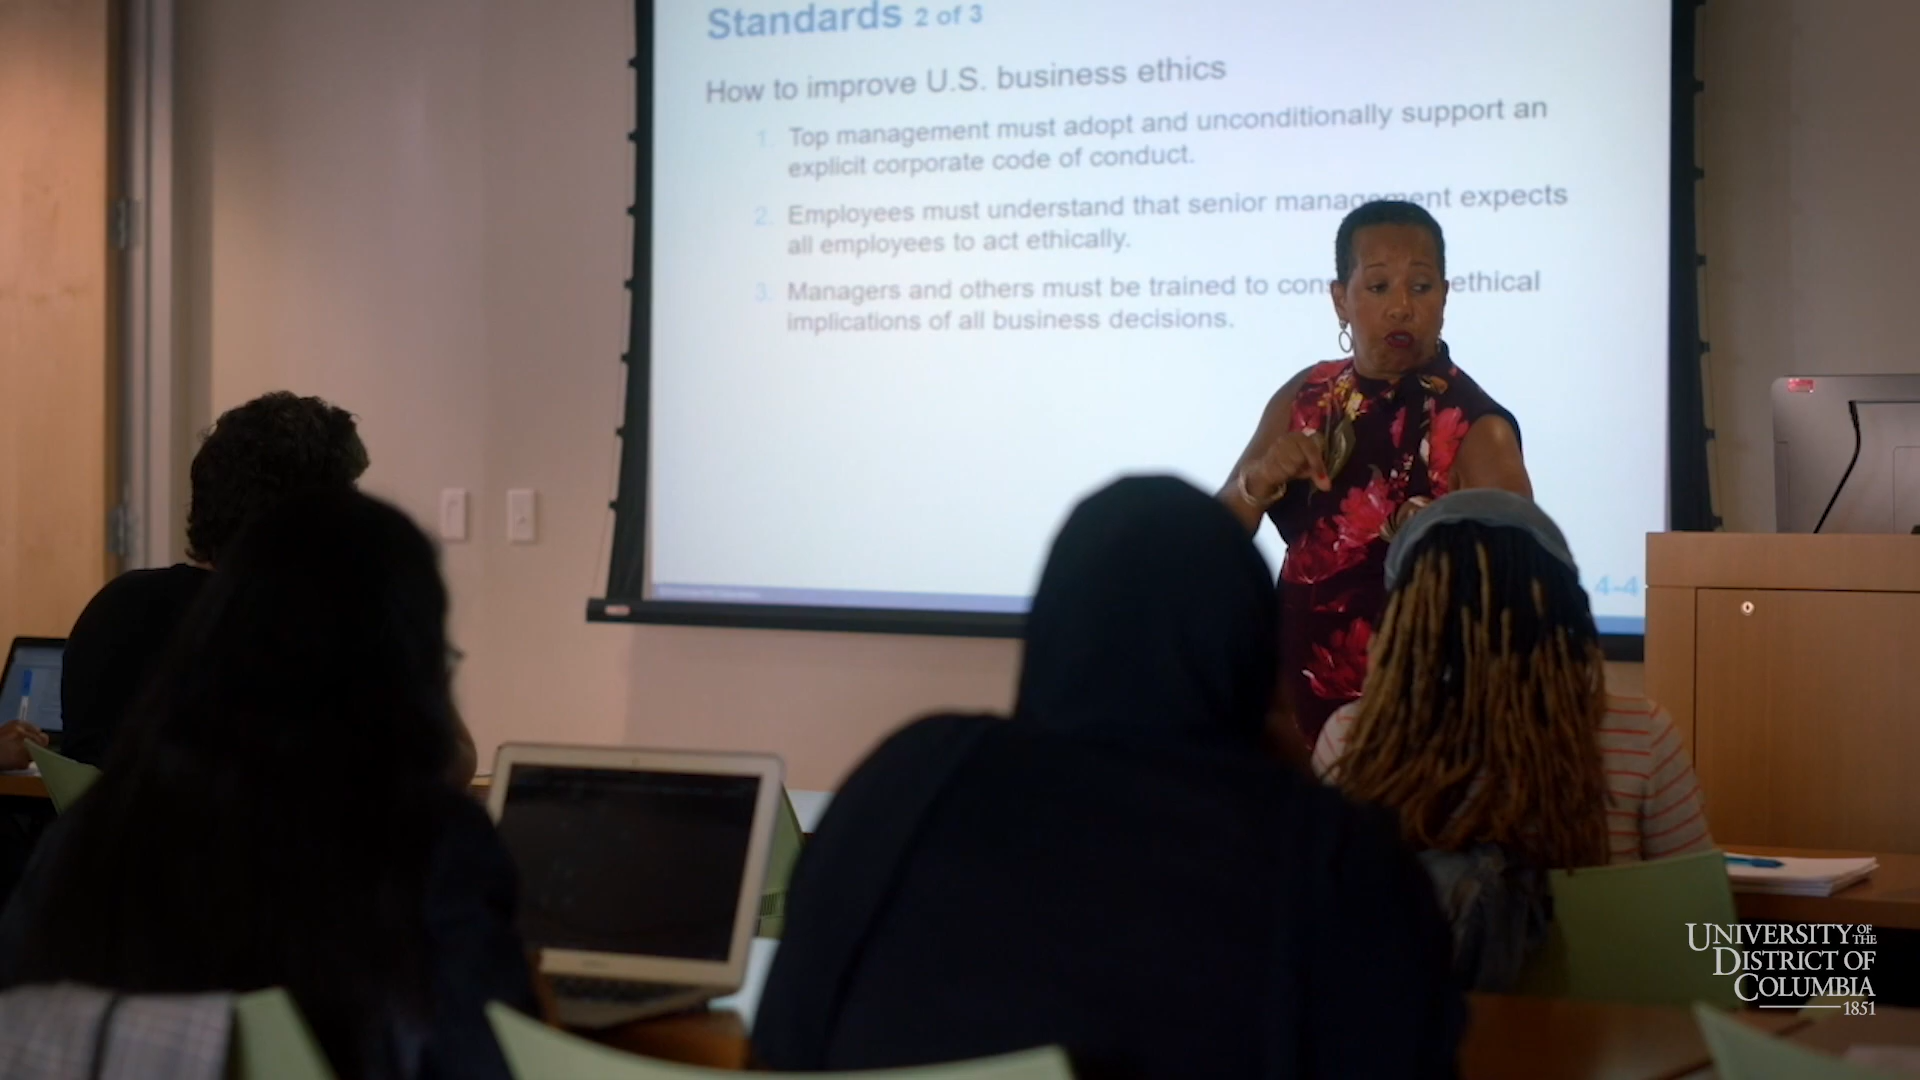 Standards 2 of 3
How to improve U.S. business ethics
1. Top management must adopt and unconditionally support an
explicit corporate code of conduct.
2. Employees must understand that senior management expects
all employees to act ethically.
3. Managers and others must be trained to cons ethical
implications of all business decisions.
4-4
UNIVERSITY OF THE
DISTRICT OF
COLUMBIA
1851